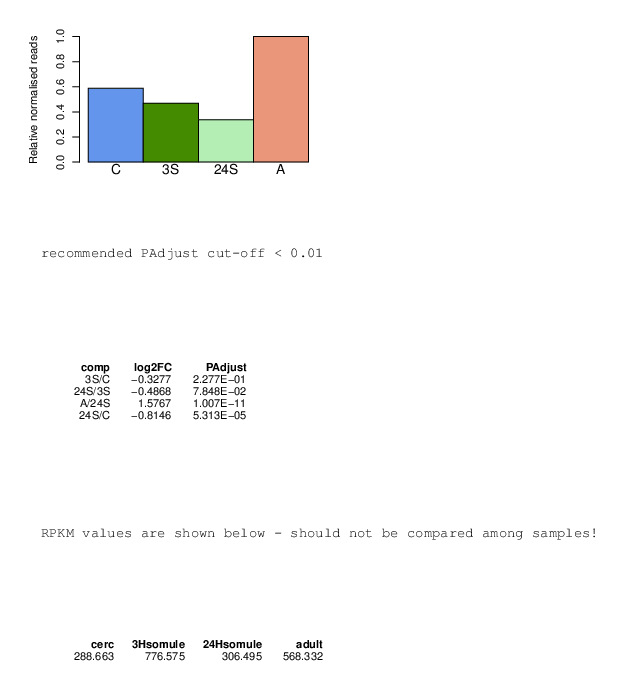 Relative normalised reads
1.0
0.8
0.6
0.4
0.2
0.0
C 3S 24S A
recommended PAdjust cut-off < 0.01
comp log2FC PAdjust
3S/C −0.3277 2.277E−01
24S/3S −0.4868 7.848E−02
A/24S 1.5767 1.007E−11
24S/C −0.8146 5.313E−05
RPKM values are shown below - should not be compared among samples!
cerc 3Hsomule 24Hsomule adult
288.663 776.575 306.495 568.332